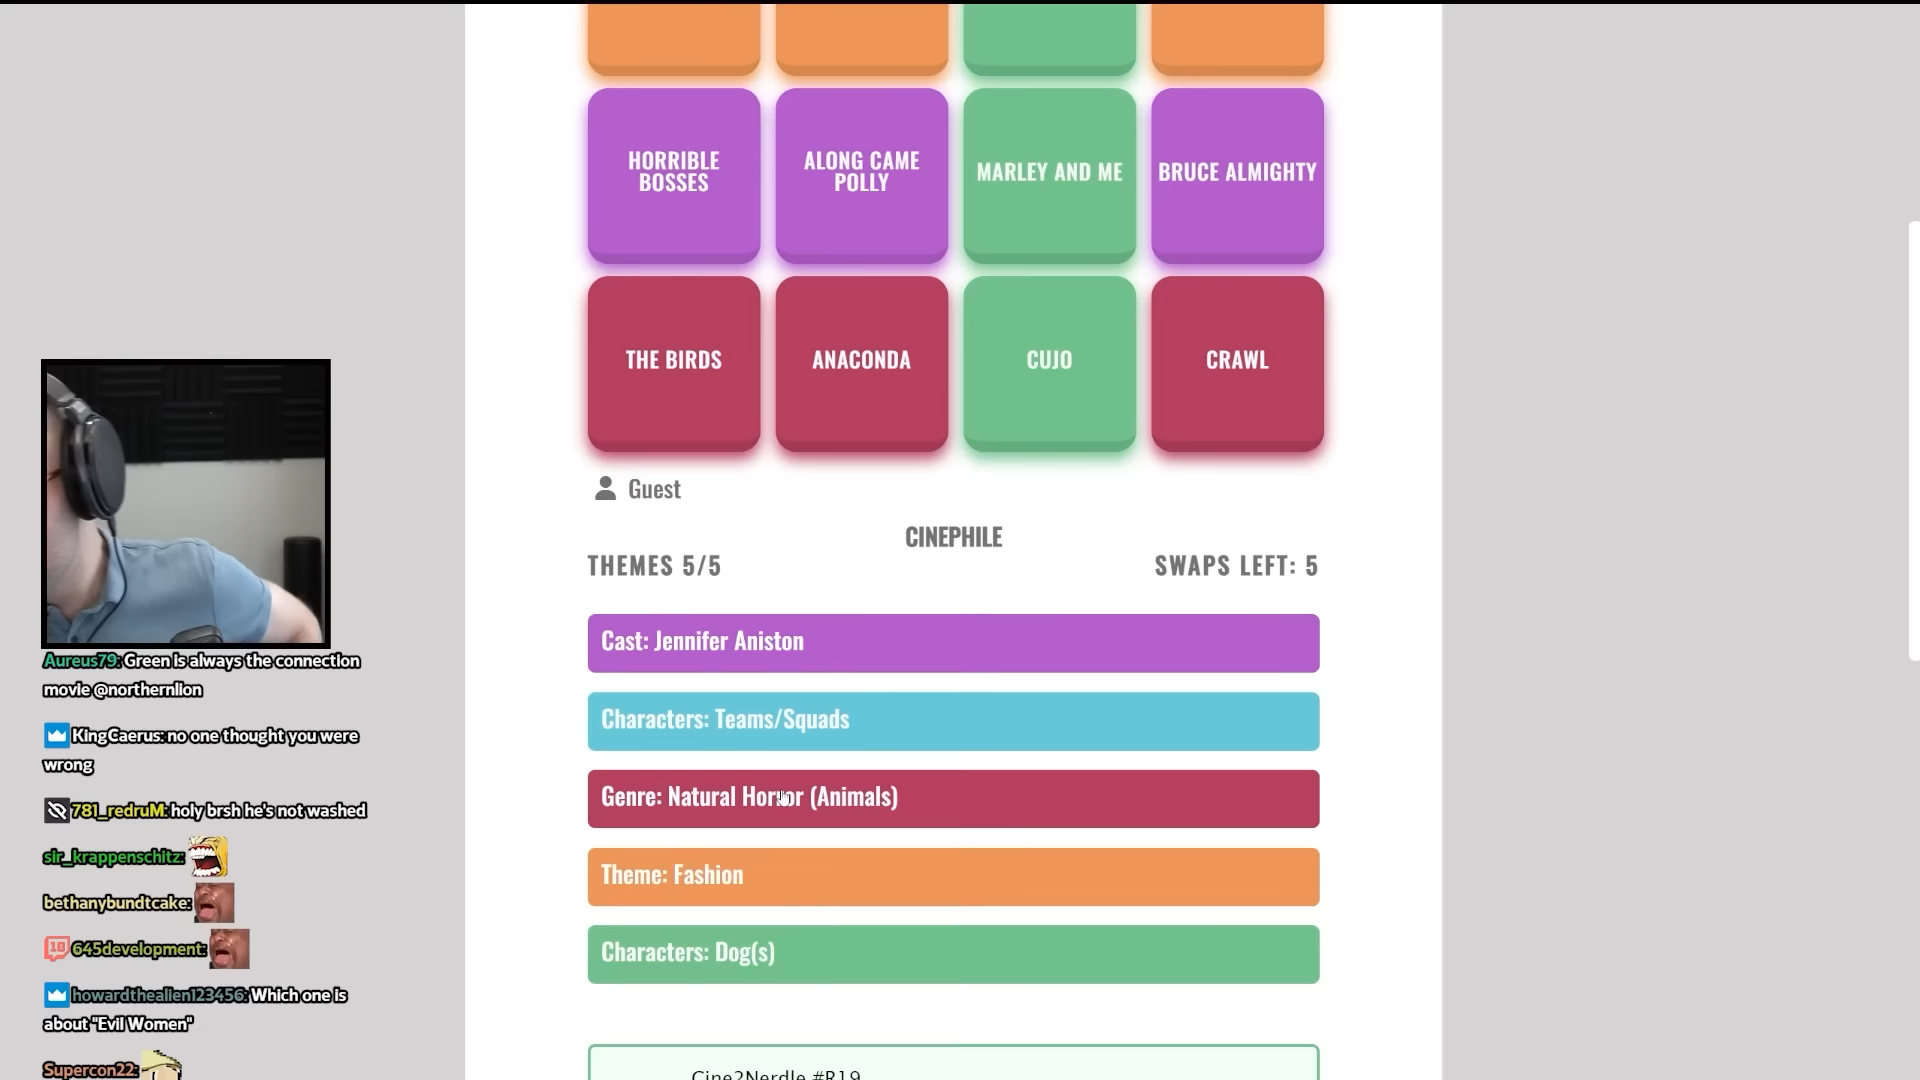 HORRIBLE
BOSSES
ALONG CAME
POLLY
MARLEY AND ME
BRUCE ALMIGHTY
THE BIRDS
ANACONDA
CUJO
CRAWL
Guest
CINEPHILE
THEMES 5/5
SWAPS LEFT: 5
Cast: Jennifer Aniston
Characters: Teams/Squads
Genre: Natural Horror (Animals)
Theme: Fashion
Characters: Dog(s)
Cine2Nerdle #R19
Aureus79: Green is always the connection
movie @northernlion
KingCaerus: no one thought you were
wrong
781_redruM: holy brsh he's not washed
sir_krappenschitz:
bethanybundtcake:
18 645development:
howardthealien123456: Which one is
about "Evil Women"
Supercon22: